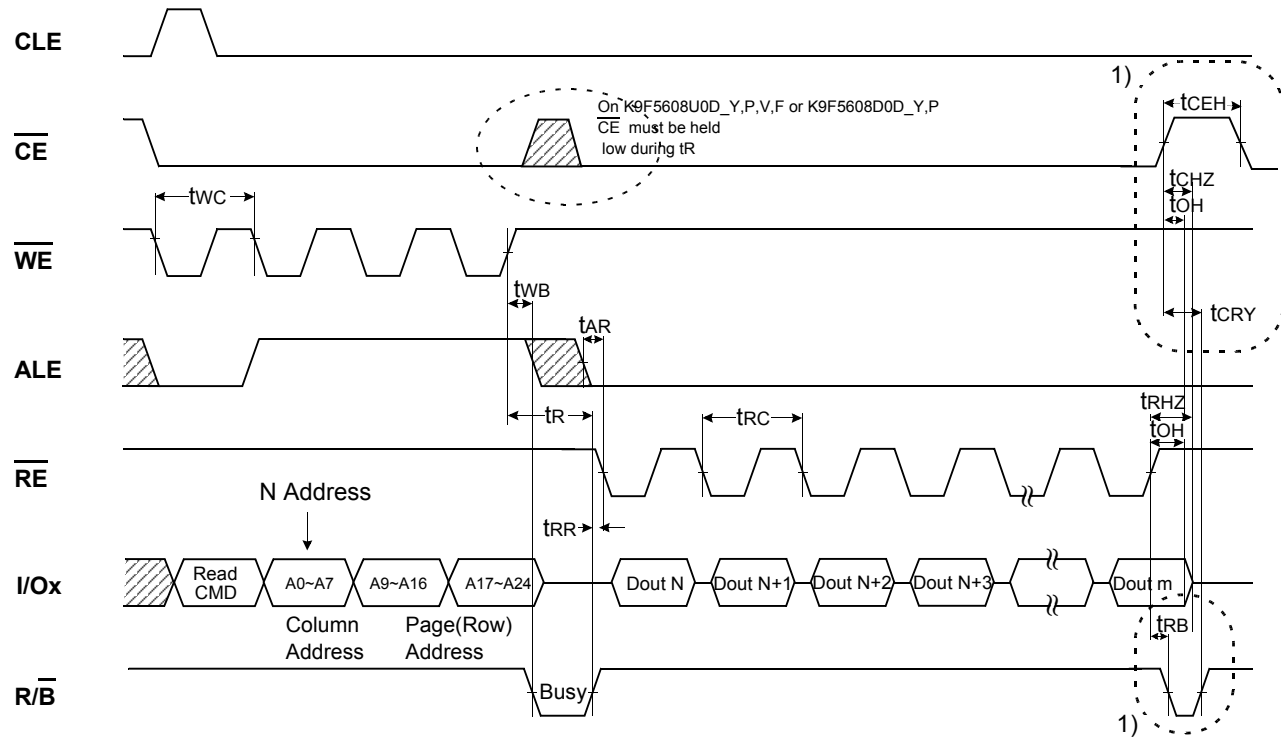 CLE
1)
On K9F5608U0D_Y,P,V,F or K9F5608D0D_Y,P
CE must be held
low during tR
tCEH
CE
tCHZ
tOH
tWC
WE
tWB
tCRY
tAR
ALE
tR
tRC
tRHZ
tOH
RE
N Address
tRR
I/Ox
Read
CMD
A0~A7
A9~A16
A17~A24
Dout N
Dout N+1
Dout N+2
Dout N+3
Dout m
Column
Address
Page(Row)
Address
tRB
R/B
Busy
1)